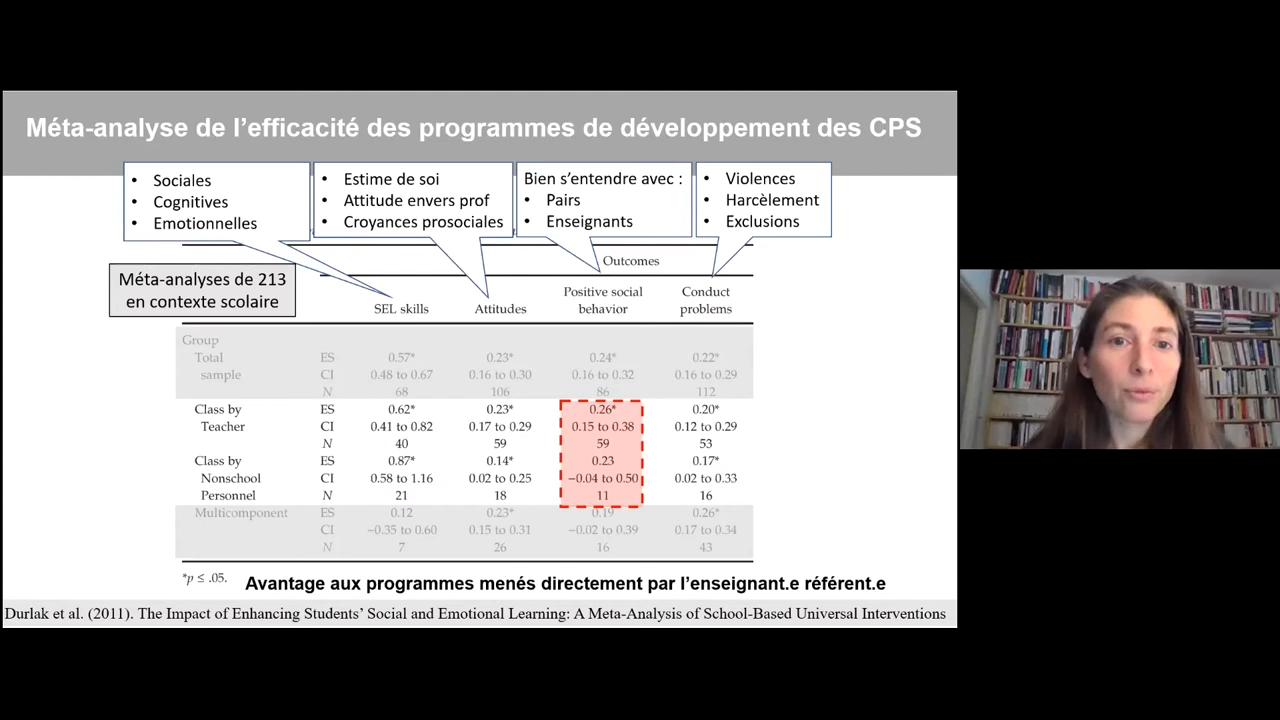 Méta-analyse de l’efficacité des programmes de développement des CPS
• Sociales
• Cognitives
• Emotionnelles
• Estime de soi
• Attitude envers prof
• Croyances prosociales
Bien s’entendre avec :
• Pairs
• Enseignants
• Violences
• Harcèlement
• Exclusions
Méta-analyses de 213
en contexte scolaire
Outcomes
SEL skills
Attitudes
Positive social
behavior
Conduct
problems
Group
Total ES 0.57* 0.23* 0.24* 0.22*
sample CI 0.48 to 0.67 0.16 to 0.30 0.16 to 0.32 0.16 to 0.29
N 68 106 86 112
Class by ES 0.62* 0.23* 0.26* 0.20*
Teacher CI 0.41 to 0.82 0.17 to 0.29 0.15 to 0.38 0.12 to 0.29
N 40 59 59 53
Class by ES 0.87* 0.14* 0.23 0.17*
Nonschool CI 0.58 to 1.16 0.02 to 0.25 −0.04 to 0.50 0.02 to 0.33
Personnel N 21 18 11 16
Multicomponent ES 0.12 0.23* 0.19 0.26*
CI −0.35 to 0.60 0.15 to 0.31 −0.02 to 0.39 0.17 to 0.34
N 7 26 16 43
*p ≤ .05.
Avantage aux programmes menés directement par l’enseignant.e référent.e
Durlak et al. (2011). The Impact of Enhancing Students’ Social and Emotional Learning: A Meta-Analysis of School-Based Universal Interventions